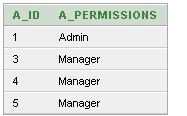 A_ID A_PERMISSIONS
1 Admin
3 Manager
4 Manager
5 Manager